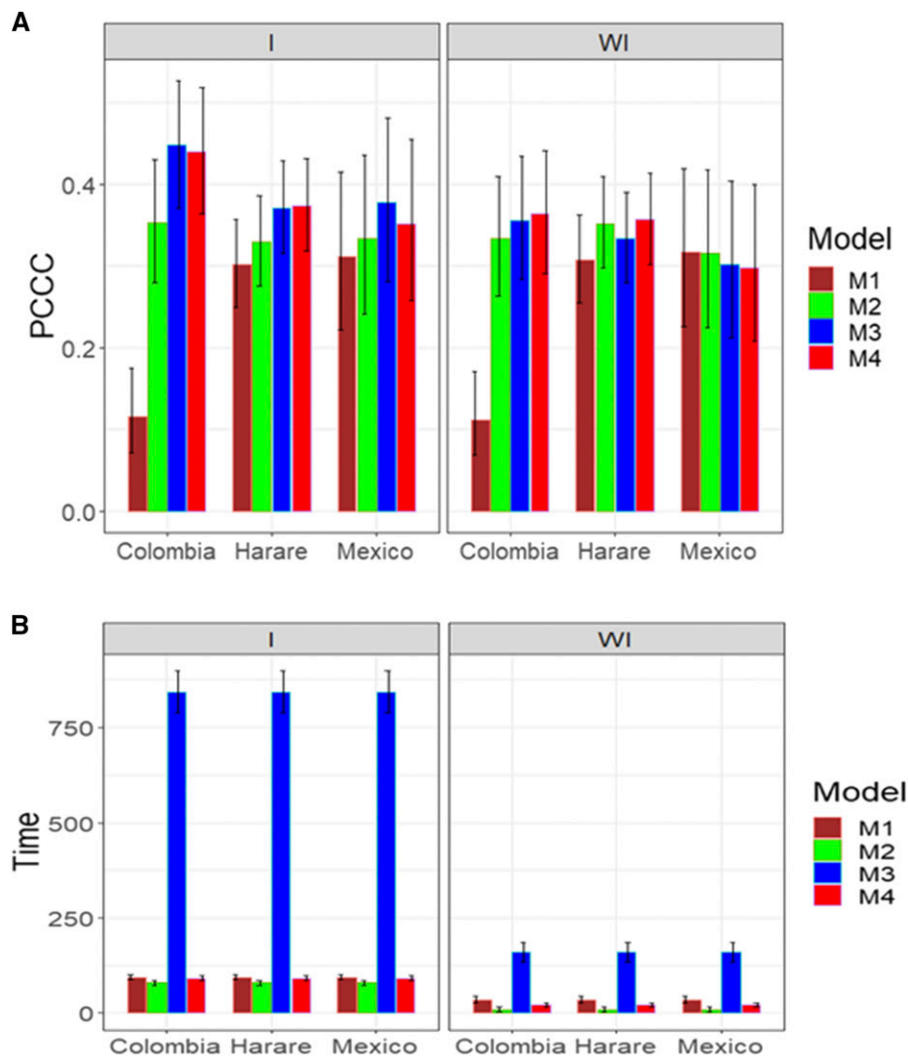 A
I WI
PCCC
0.4
0.2
0.0
Colombia Harare Mexico Colombia Harare Mexico
Model
M1
M2
M3
M4
B
I WI
Time
750
500
250
0
Colombia Harare Mexico Colombia Harare Mexico
Model
M1
M2
M3
M4